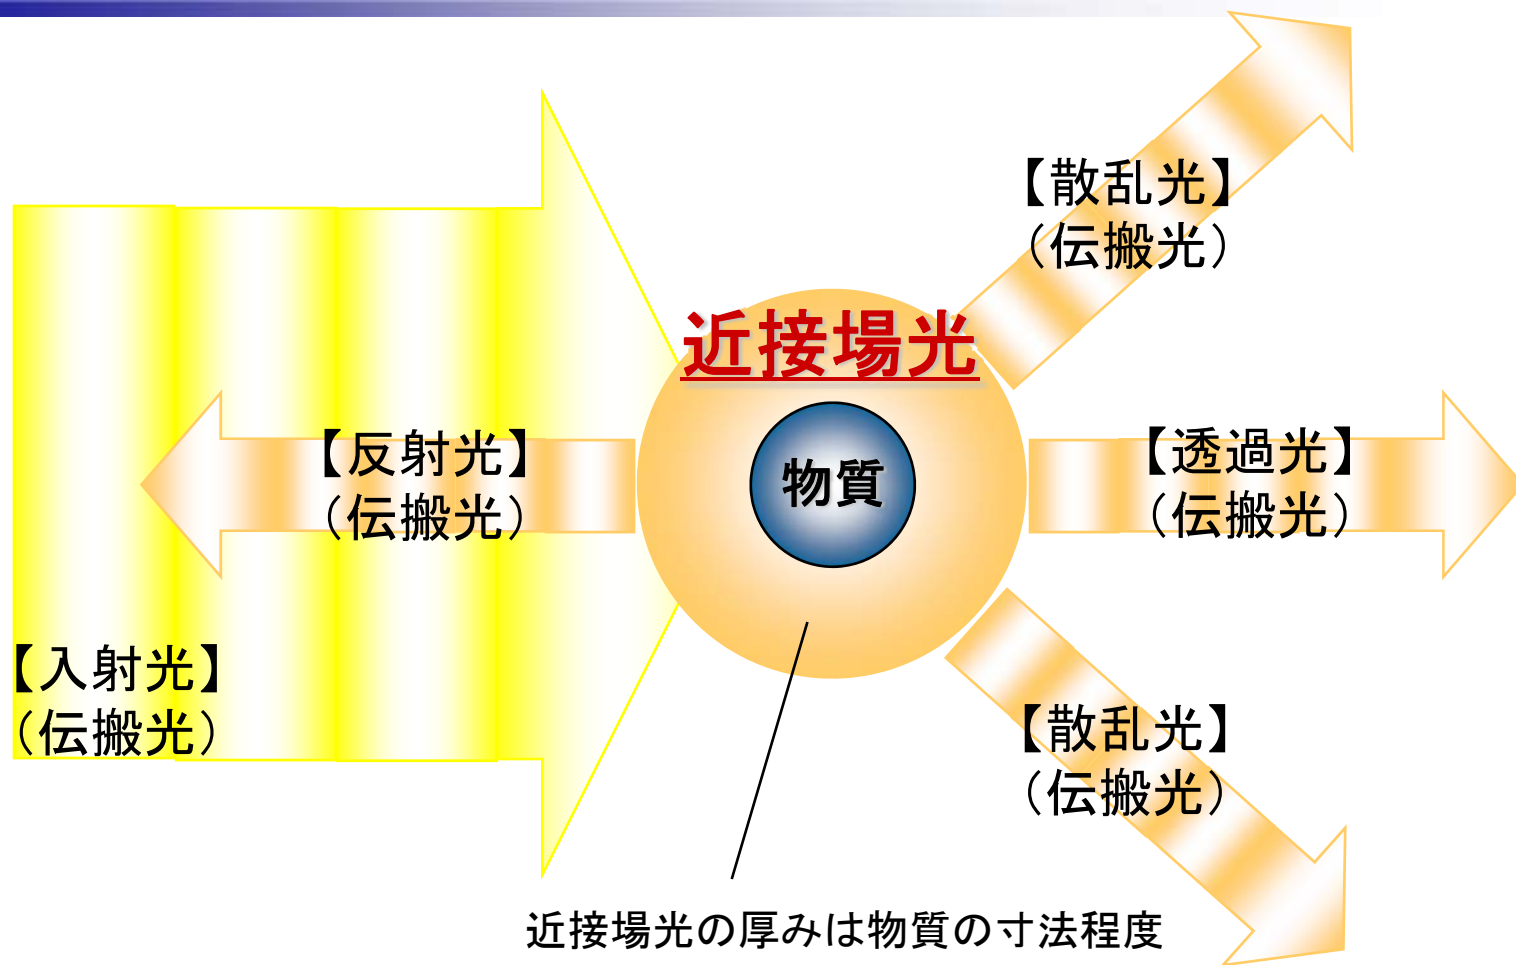 【散乱光】
（伝搬光）
近接場光
【反射光】
（伝搬光）
物質
【透過光】
（伝搬光）
【入射光】
（伝搬光）
【散乱光】
（伝搬光）
近接場光の厚みは物質の寸法程度